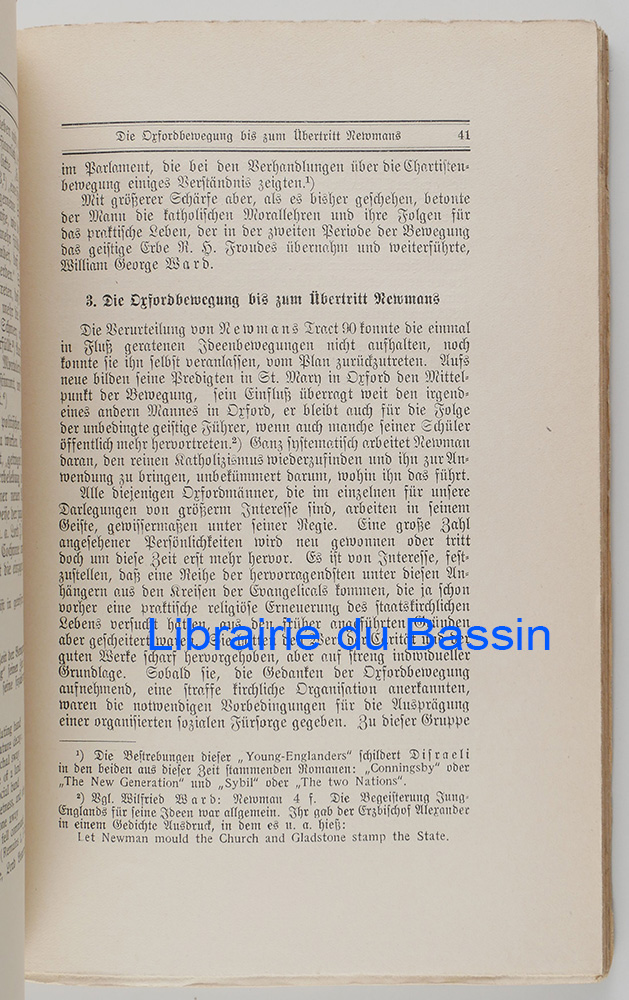 Die Oxfordbewegung bis zum Übertritt Newmans 41
im Parlament, die bei den Verhandlungen über die Chartisten-
bewegung einiges Verständnis zeigten.¹)
Mit größerer Schärfe aber, als es bisher geschehen, betonte
der Mann die katholischen Morallehren und ihre Folgen für
das praktische Leben, der in der zweiten Periode der Bewegung
das geistige Erbe R. H. Froudes übernahm und weiterführte,
William George Ward.
3. Die Oxfordbewegung bis zum Übertritt Newmans
Die Verurteilung von Newmans Tract 90 konnte die einmal
in Fluß geratenen Ideenbewegungen nicht aufhalten, noch
konnte sie ihn selbst veranlassen, vom Plan zurückzutreten. Aufs
neue bilden seine Predigten in St. Mary in Oxford den Mittel-
punkt der Bewegung, sein Einfluß überragt weit den irgend-
eines andern Mannes in Oxford, er bleibt auch für die Folge
der unbedingte geistige Führer, wenn auch manche seiner Schüler
öffentlich mehr hervortreten.²) Ganz systematisch arbeitet Newman
daran, den reinen Katholizismus wiederzufinden und ihn zur An-
wendung zu bringen, unbekümmert darum, wohin ihn das führt.
Alle diejenigen Oxfordmänner, die im einzelnen für unsere
Darlegungen von größerm Interesse sind, arbeiten in seinem
Geiste, gewissermaßen unter seiner Regie. Eine große Zahl
angesehener Persönlichkeiten wird neu gewonnen oder tritt
doch um diese Zeit erst mehr hervor. Es ist von Interesse, fest-
zustellen, daß eine Reihe der hervorragendsten unter diesen An-
hängern aus den Kreisen der Evangelicals kommen, die ja schon
vorher eine praktische religiöse Erneuerung des staatskirchlichen
Lebens versucht hatten, aus den früher angeführten Gründen
aber gescheitert waren. Sie hatten den Wert der Carität und der
guten Werke scharf hervorgehoben, aber auf streng individueller
Grundlage. Sobald sie, die Gedanken der Oxfordbewegung
aufnehmend, eine straffe kirchliche Organisation anerkannten,
waren die notwendigen Vorbedingungen für die Ausprägung
einer organisierten sozialen Fürsorge gegeben. Zu dieser Gruppe
¹) Die Bestrebungen dieser „Young-Englanders" schildert Disraeli
in den beiden aus dieser Zeit stammenden Romanen: „Conningsby" oder
„The New Generation" und „Sybil" oder „The two Nations".
²) Vgl. Wilfried Ward: Newman 4 f. Die Begeisterung Jung-
Englands für seine Ideen war allgemein. Ihr gab der Erzbischof Alexander
in einem Gedichte Ausdruck, in dem es u. a. hieß:
Let Newman mould the Church and Gladstone stamp the State.
Librairie du Bassin